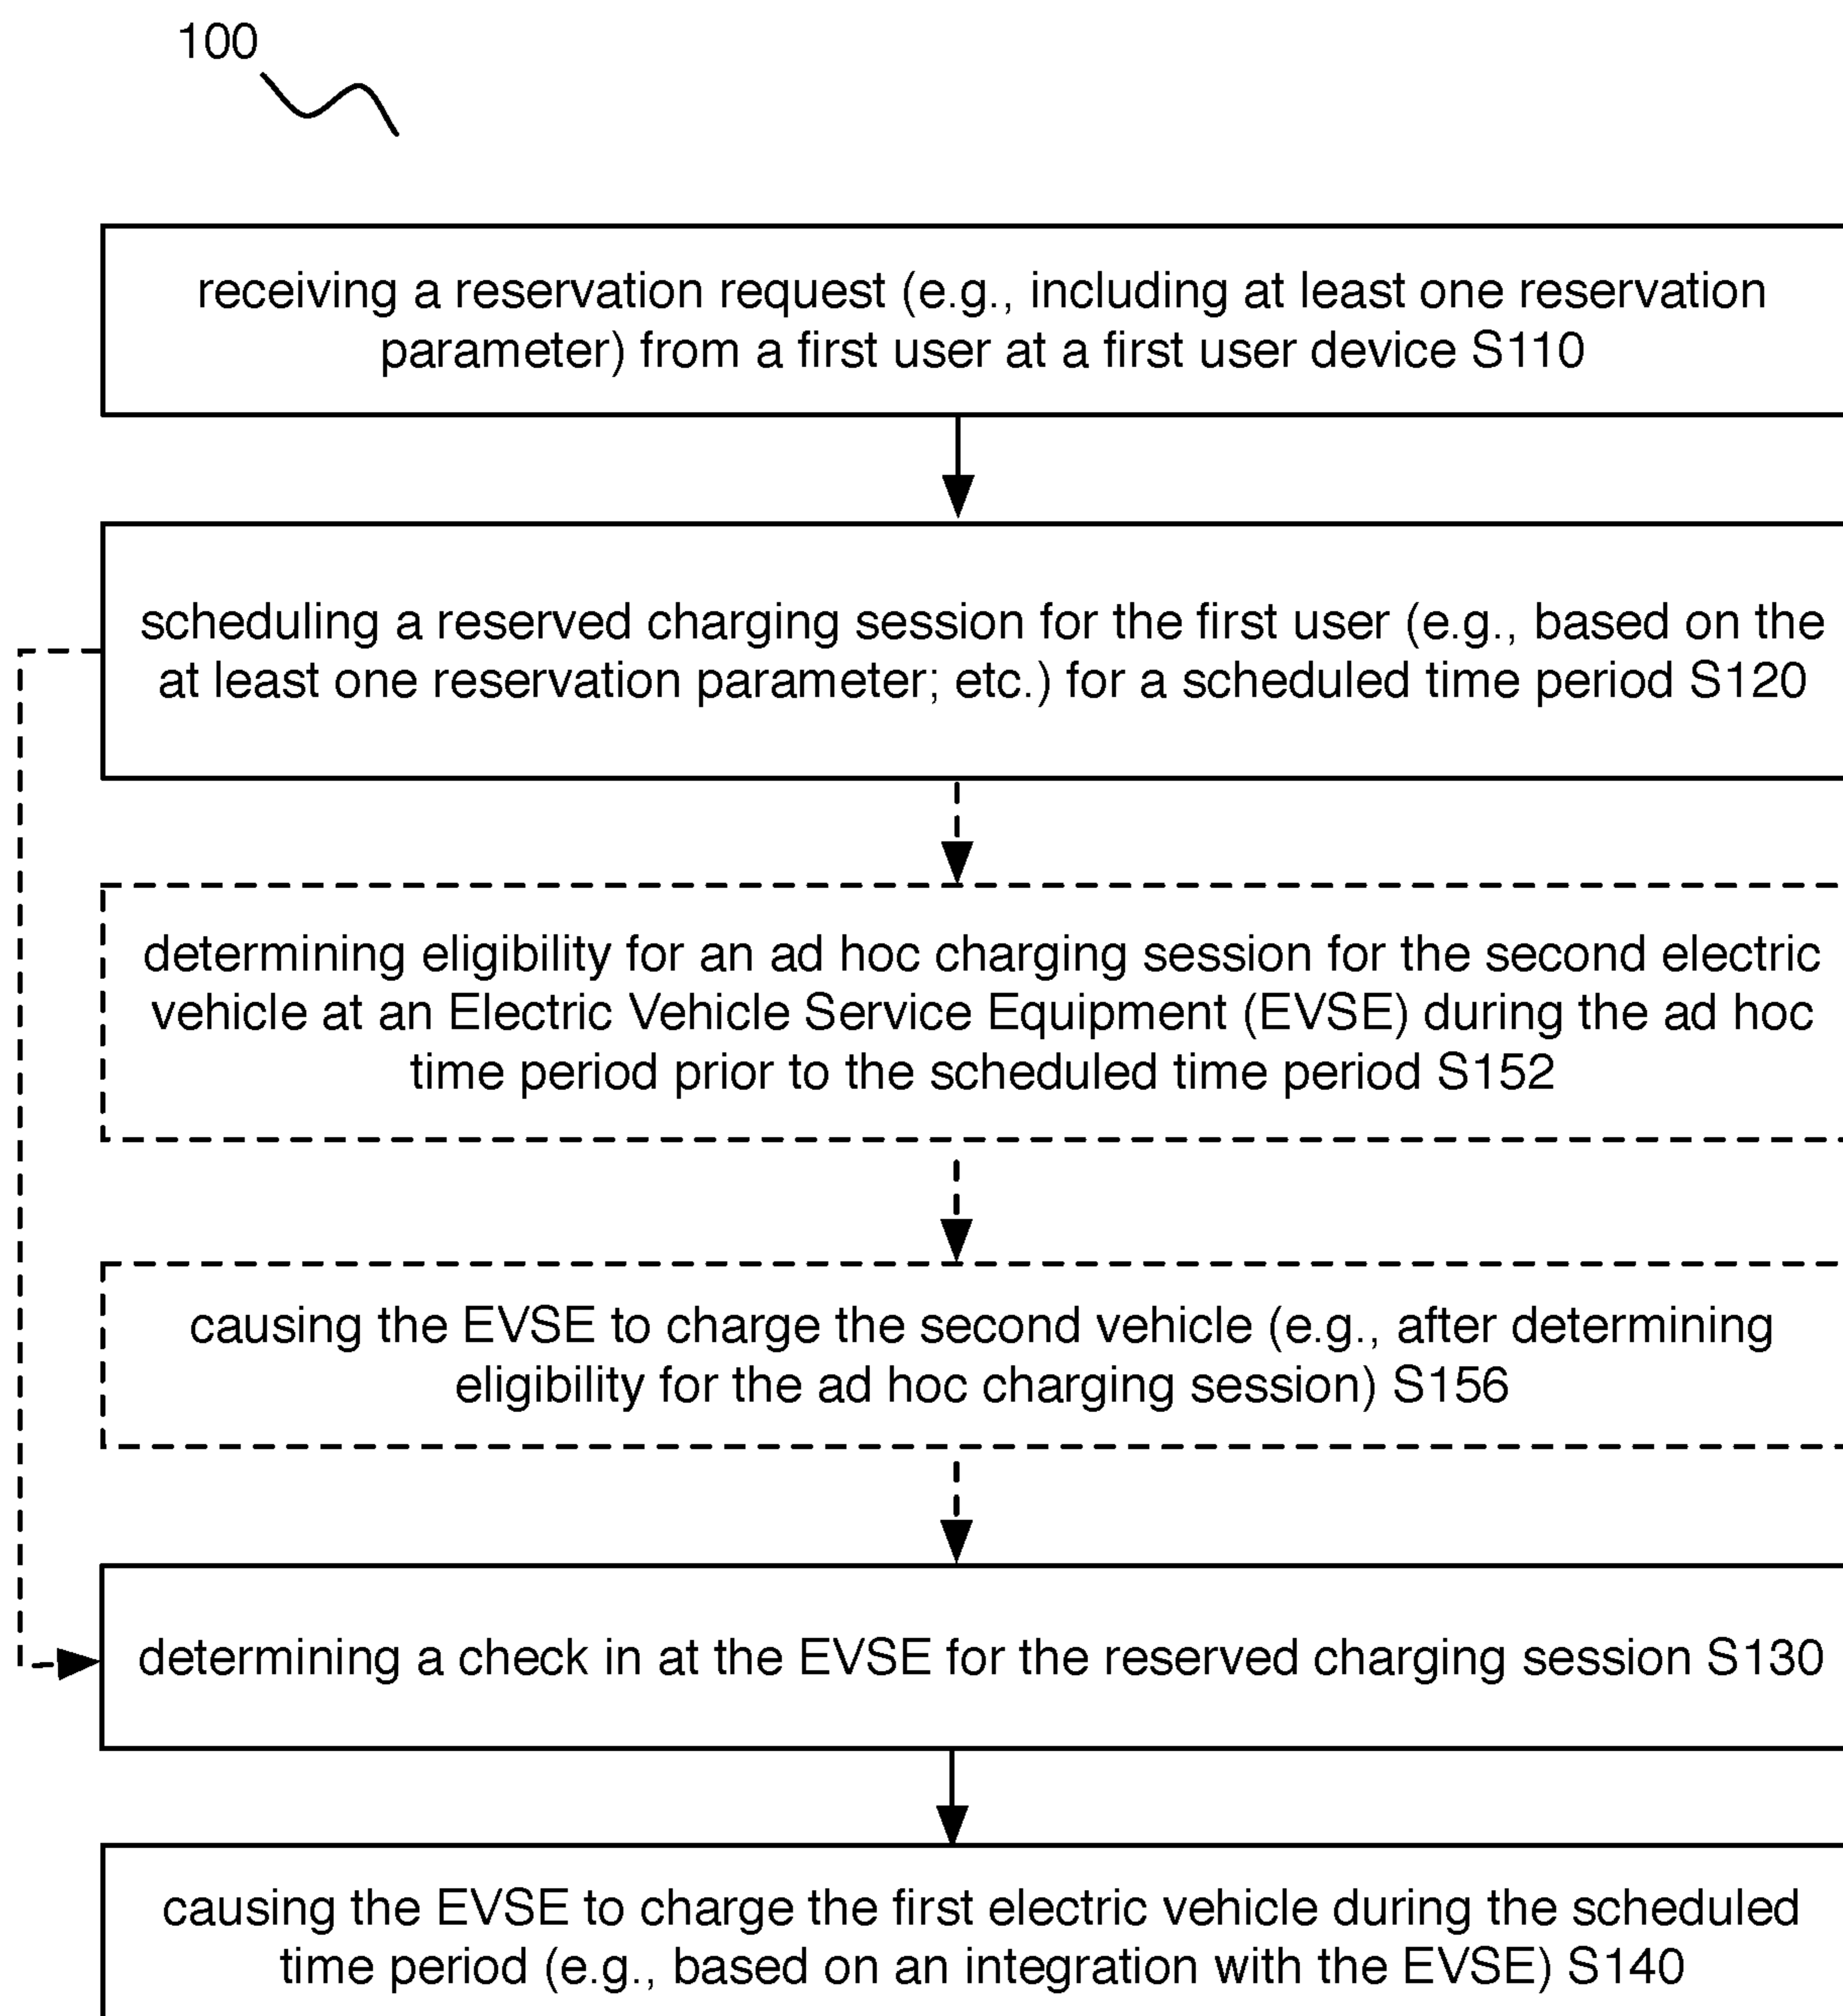 100
receiving a reservation request (e.g., including at least one reservation
parameter) from a first user at a first user device S110
scheduling a reserved charging session for the first user (e.g., based on the
at least one reservation parameter; etc.) for a scheduled time period S120
determining eligibility for an ad hoc charging session for the second electric
vehicle at an Electric Vehicle Service Equipment (EVSE) during the ad hoc
time period prior to the scheduled time period S152
causing the EVSE to charge the second vehicle (e.g., after determining
eligibility for the ad hoc charging session) S156
determining a check in at the EVSE for the reserved charging session S130
causing the EVSE to charge the first electric vehicle during the scheduled
time period (e.g., based on an integration with the EVSE) S140